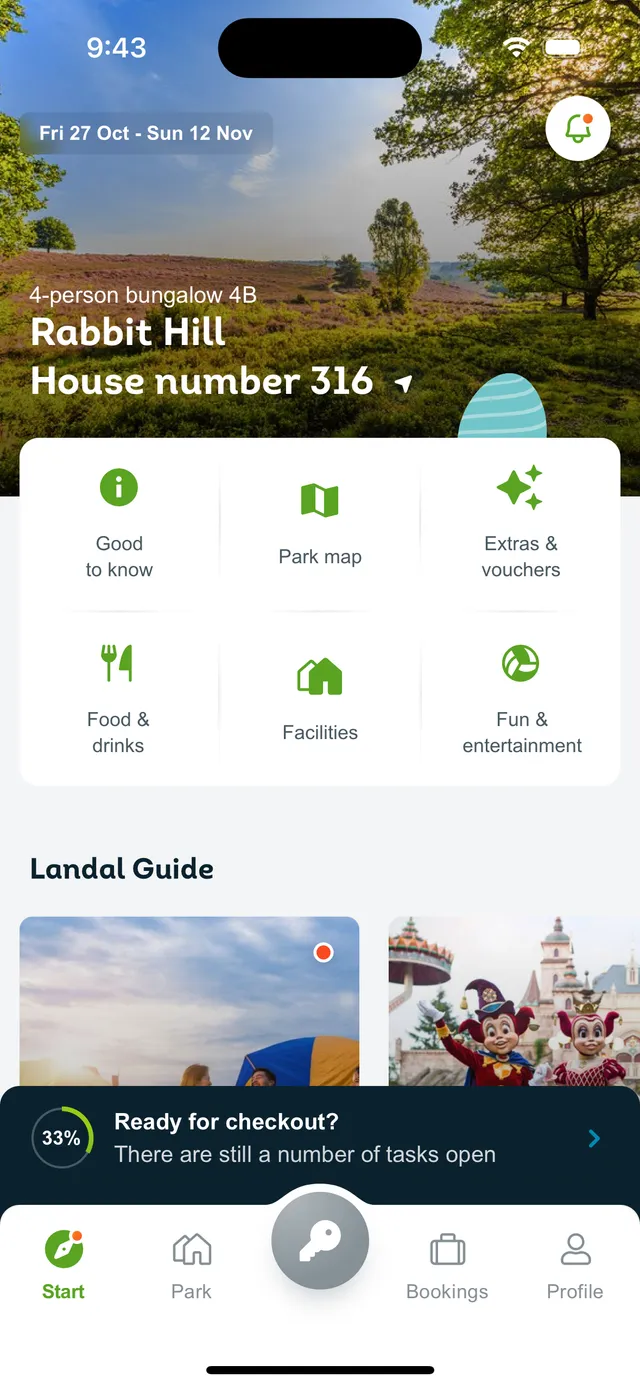 9:43
Fri 27 Oct - Sun 12 Nov
4-person bungalow 4B
Rabbit Hill
House number 316
Good
to know
Park map
Extras &
vouchers
Food &
drinks
Facilities
Fun &
entertainment
Landal Guide
33%
Ready for checkout?
There are still a number of tasks open
Start
Park
Bookings
Profile